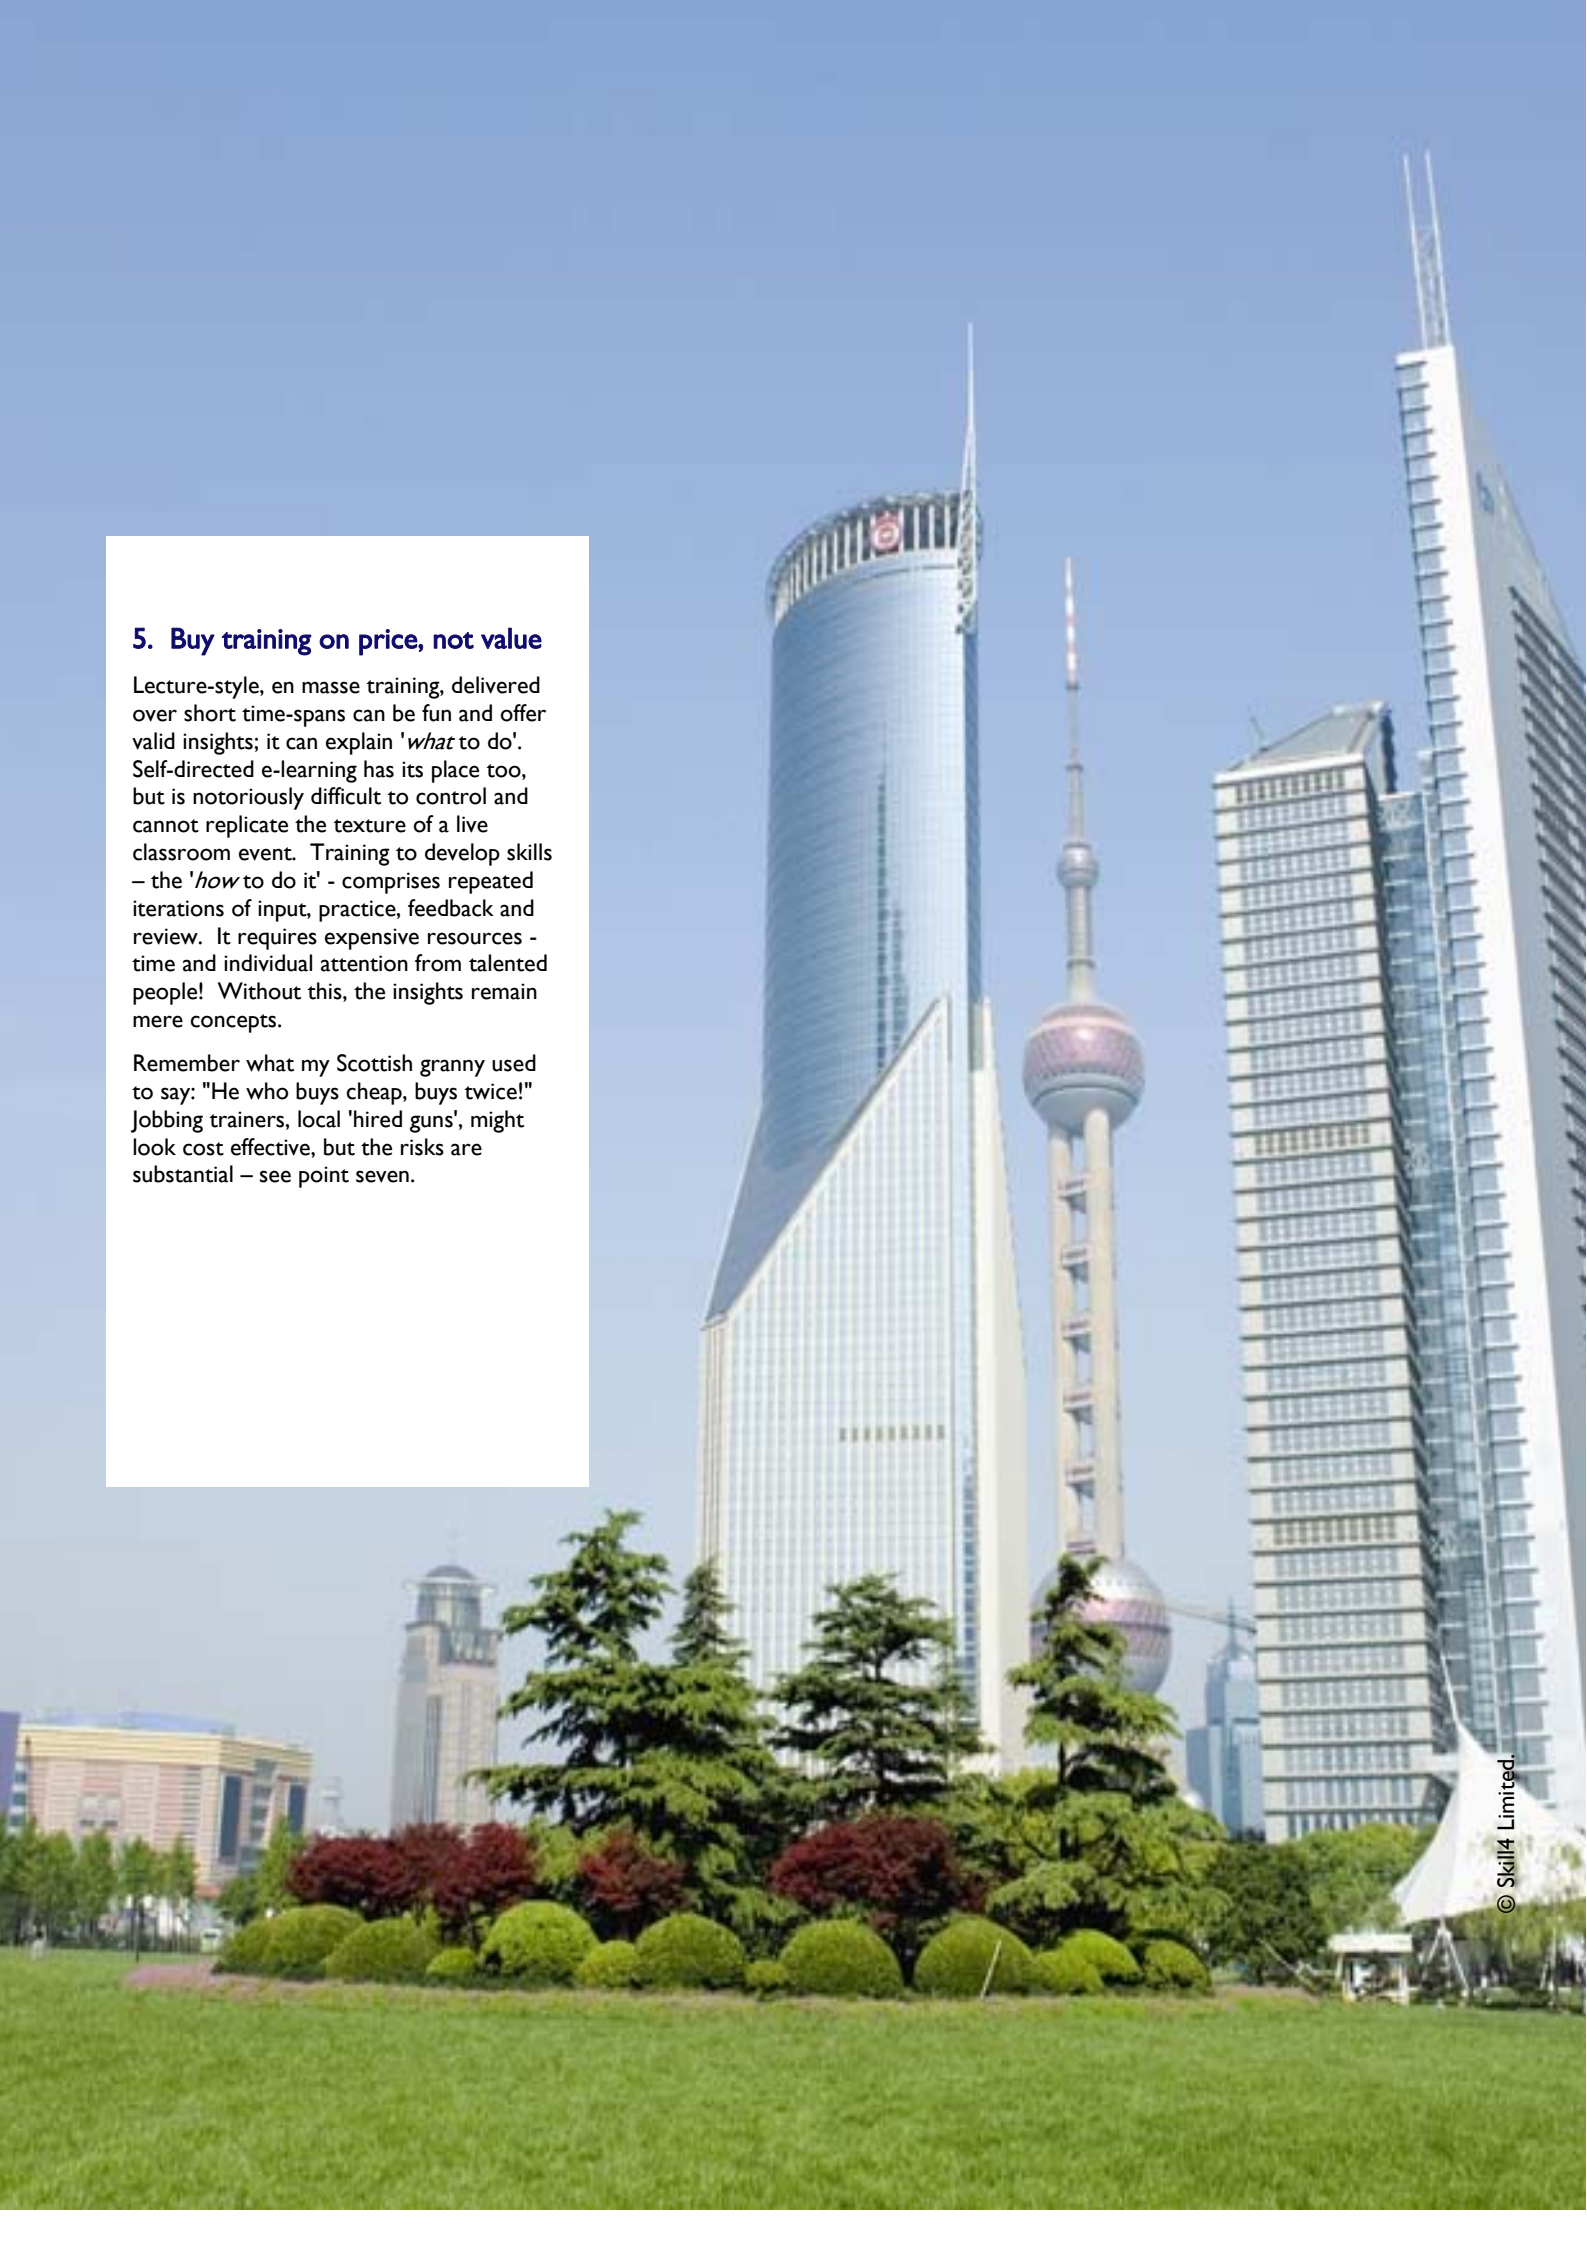 5. Buy training on price, not value
Lecture-style, en masse training, delivered
over short time-spans can be fun and offer
valid insights; it can explain 'what to do'.
Self-directed e-learning has its place too,
but is notoriously difficult to control and
cannot replicate the texture of a live
classroom event. Training to develop skills
– the 'how to do it' - comprises repeated
iterations of input, practice, feedback and
review. It requires expensive resources -
time and individual attention from talented
people! Without this, the insights remain
mere concepts.
Remember what my Scottish granny used
to say: "He who buys cheap, buys twice!"
Jobbing trainers, local 'hired guns', might
look cost effective, but the risks are
substantial – see point seven.
© Skill4 Limited.